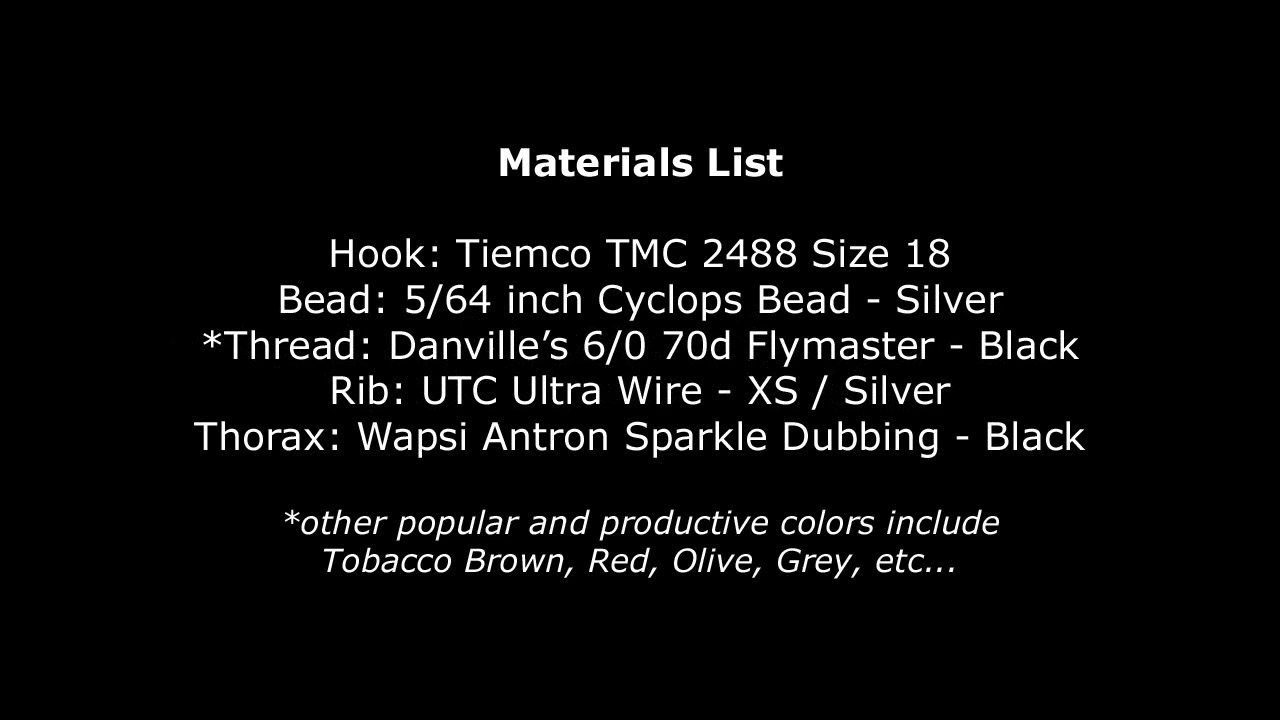 Materials List
Hook: Tiemco TMC 2488 Size 18
Bead: 5/64 inch Cyclops Bead - Silver
*Thread: Danville’s 6/0 70d Flymaster - Black
Rib: UTC Ultra Wire - XS / Silver
Thorax: Wapsi Antron Sparkle Dubbing - Black
*other popular and productive colors include
Tobacco Brown, Red, Olive, Grey, etc...